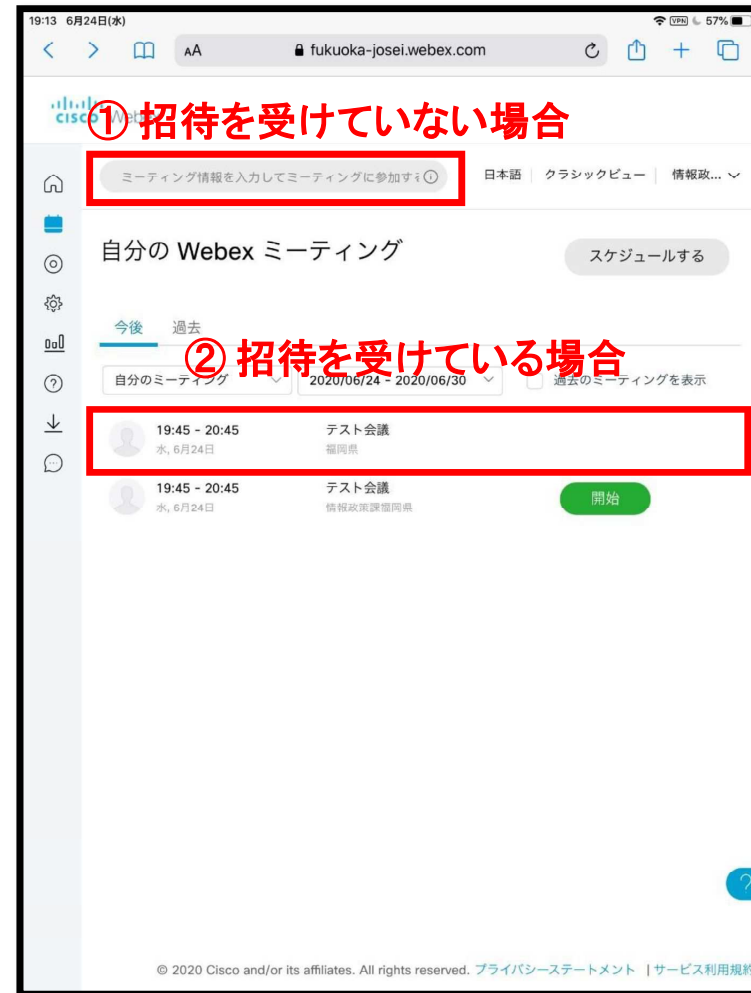 19:13 6月24日(水)
VPN 57%
AA
fukuoka-josei.webex.com
① 招待を受けていない場合
cisco Webex
ミーティング情報を入力してミーティングに参加する
日本語 | クラシックビュー | 情報政...
自分の Webex ミーティング
スケジュールする
今後 過去
② 招待を受けている場合
自分のミーティング 2020/06/24 - 2020/06/30 過去のミーティングを表示
19:45 - 20:45 テスト会議
水, 6月24日 福岡県
19:45 - 20:45 テスト会議
水, 6月24日 情報政策課福岡県
開始
© 2020 Cisco and/or its affiliates. All rights reserved. プライバシーステートメント | サービス利用規約